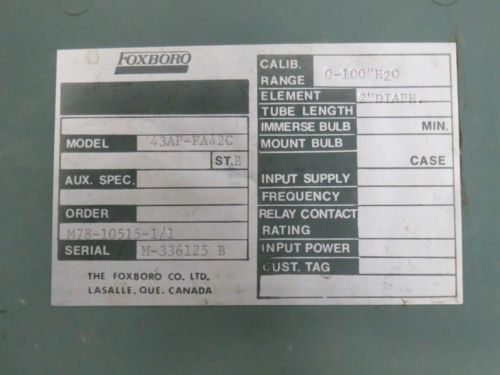 FOXBORO
MODEL 43AP-FA42C
ST.B
AUX. SPEC.
ORDER
M78-10515-1/1
SERIAL M-336125 B
THE FOXBORO CO. LTD.
LASALLE, QUE. CANADA
CALIB.
RANGE 0-100"H2O
ELEMENT 2"DIAPH.
TUBE LENGTH
IMMERSE BULB MIN.
MOUNT BULB
CASE
INPUT SUPPLY
FREQUENCY
RELAY CONTACT
RATING
INPUT POWER
CUST. TAG